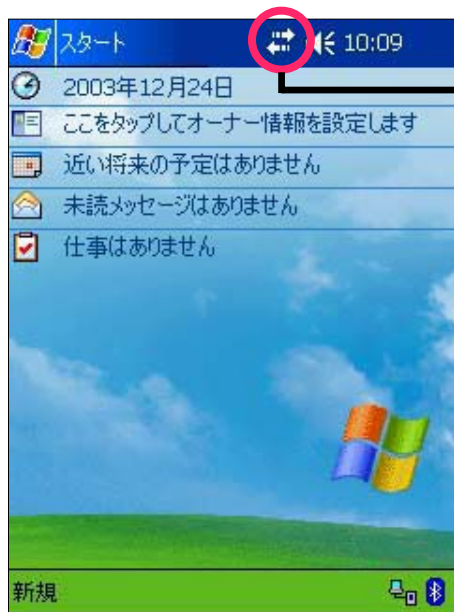 スタート 10:09
2003年12月24日
ここをタップしてオーナー情報を設定します
近い将来の予定はありません
未読メッセージはありません
仕事はありません
新規